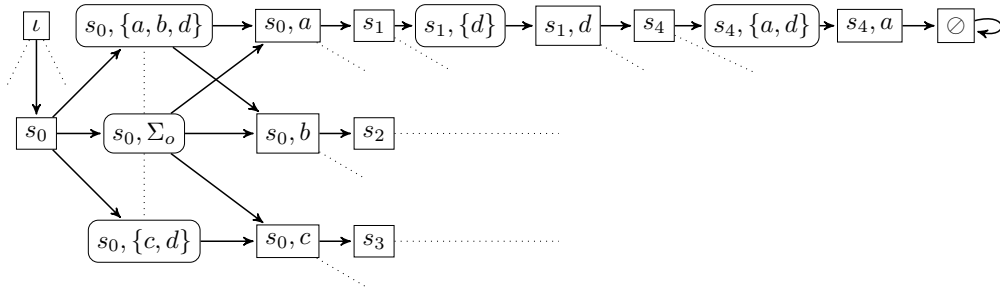 ι s₀, {a, b, d} s₀, a s₁ s₁, {d} s₁, d s₄ s₄, {a, d} s₄, a ⊘
s₀ s₀, Σₒ s₀, b s₂
s₀, {c, d} s₀, c s₃